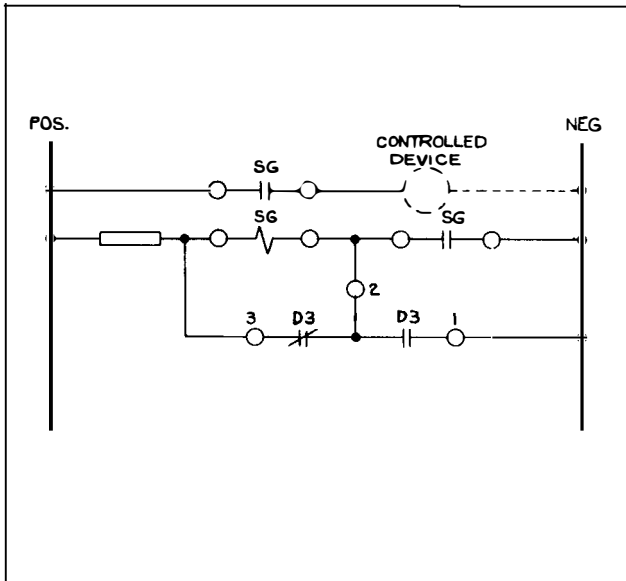 POS.
NEG
CONTROLLED
DEVICE
SG
SG
SG
2
3
D3
D3
1